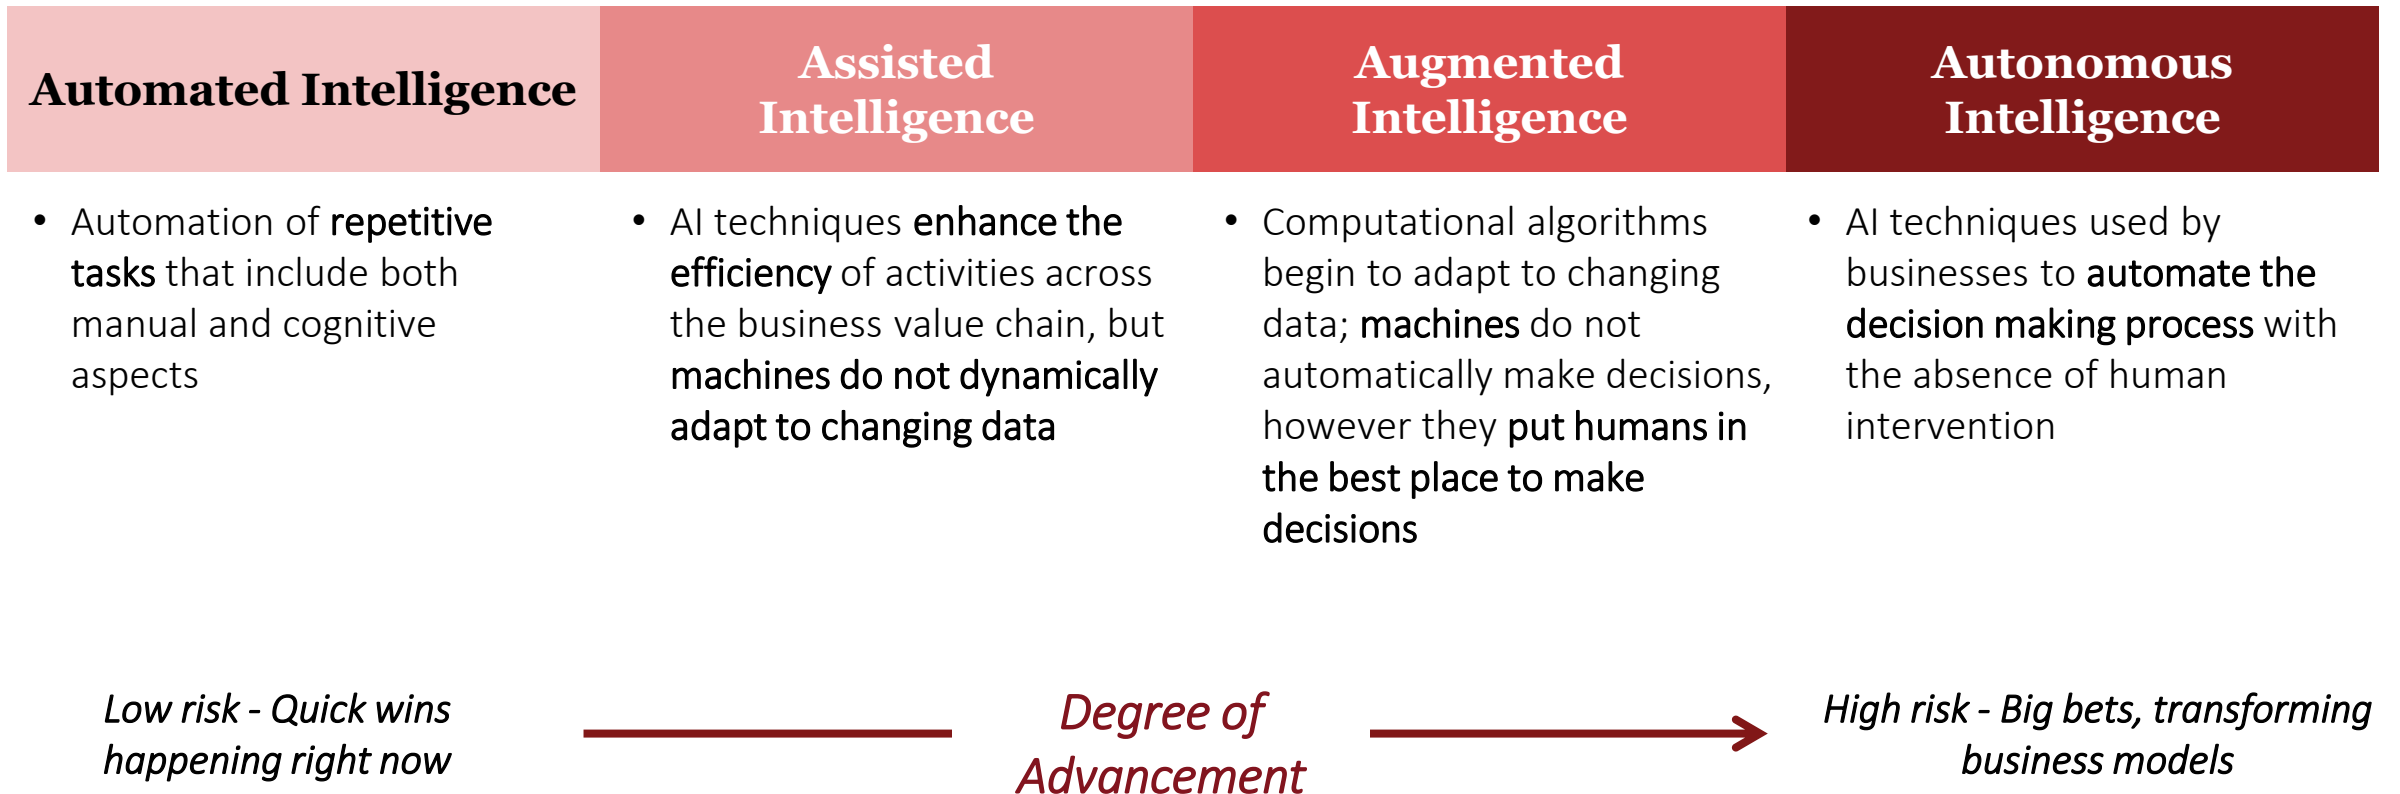 Automated Intelligence
Assisted
Intelligence
Augmented
Intelligence
Autonomous
Intelligence
• Automation of repetitive
tasks that include both
manual and cognitive
aspects
• AI techniques enhance the
efficiency of activities across
the business value chain, but
machines do not dynamically
adapt to changing data
• Computational algorithms
begin to adapt to changing
data; machines do not
automatically make decisions,
however they put humans in
the best place to make
decisions
• AI techniques used by
businesses to automate the
decision making process with
the absence of human
intervention
Low risk - Quick wins
happening right now
Degree of
Advancement
High risk - Big bets, transforming
business models